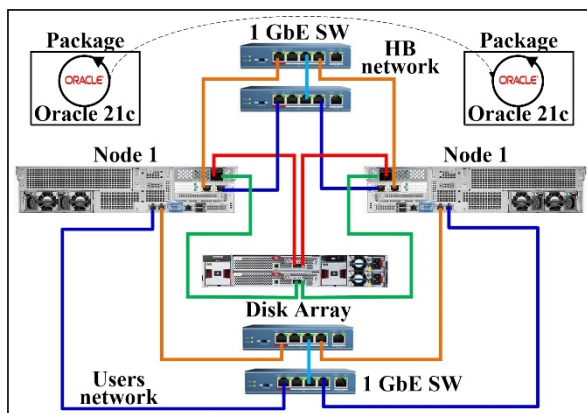 1 GbE SW
Package
ORACLE
Oracle 21c
HB
network
Package
ORACLE
Oracle 21c
Node 1
Node 1
Disk Array
Users
network
1 GbE SW